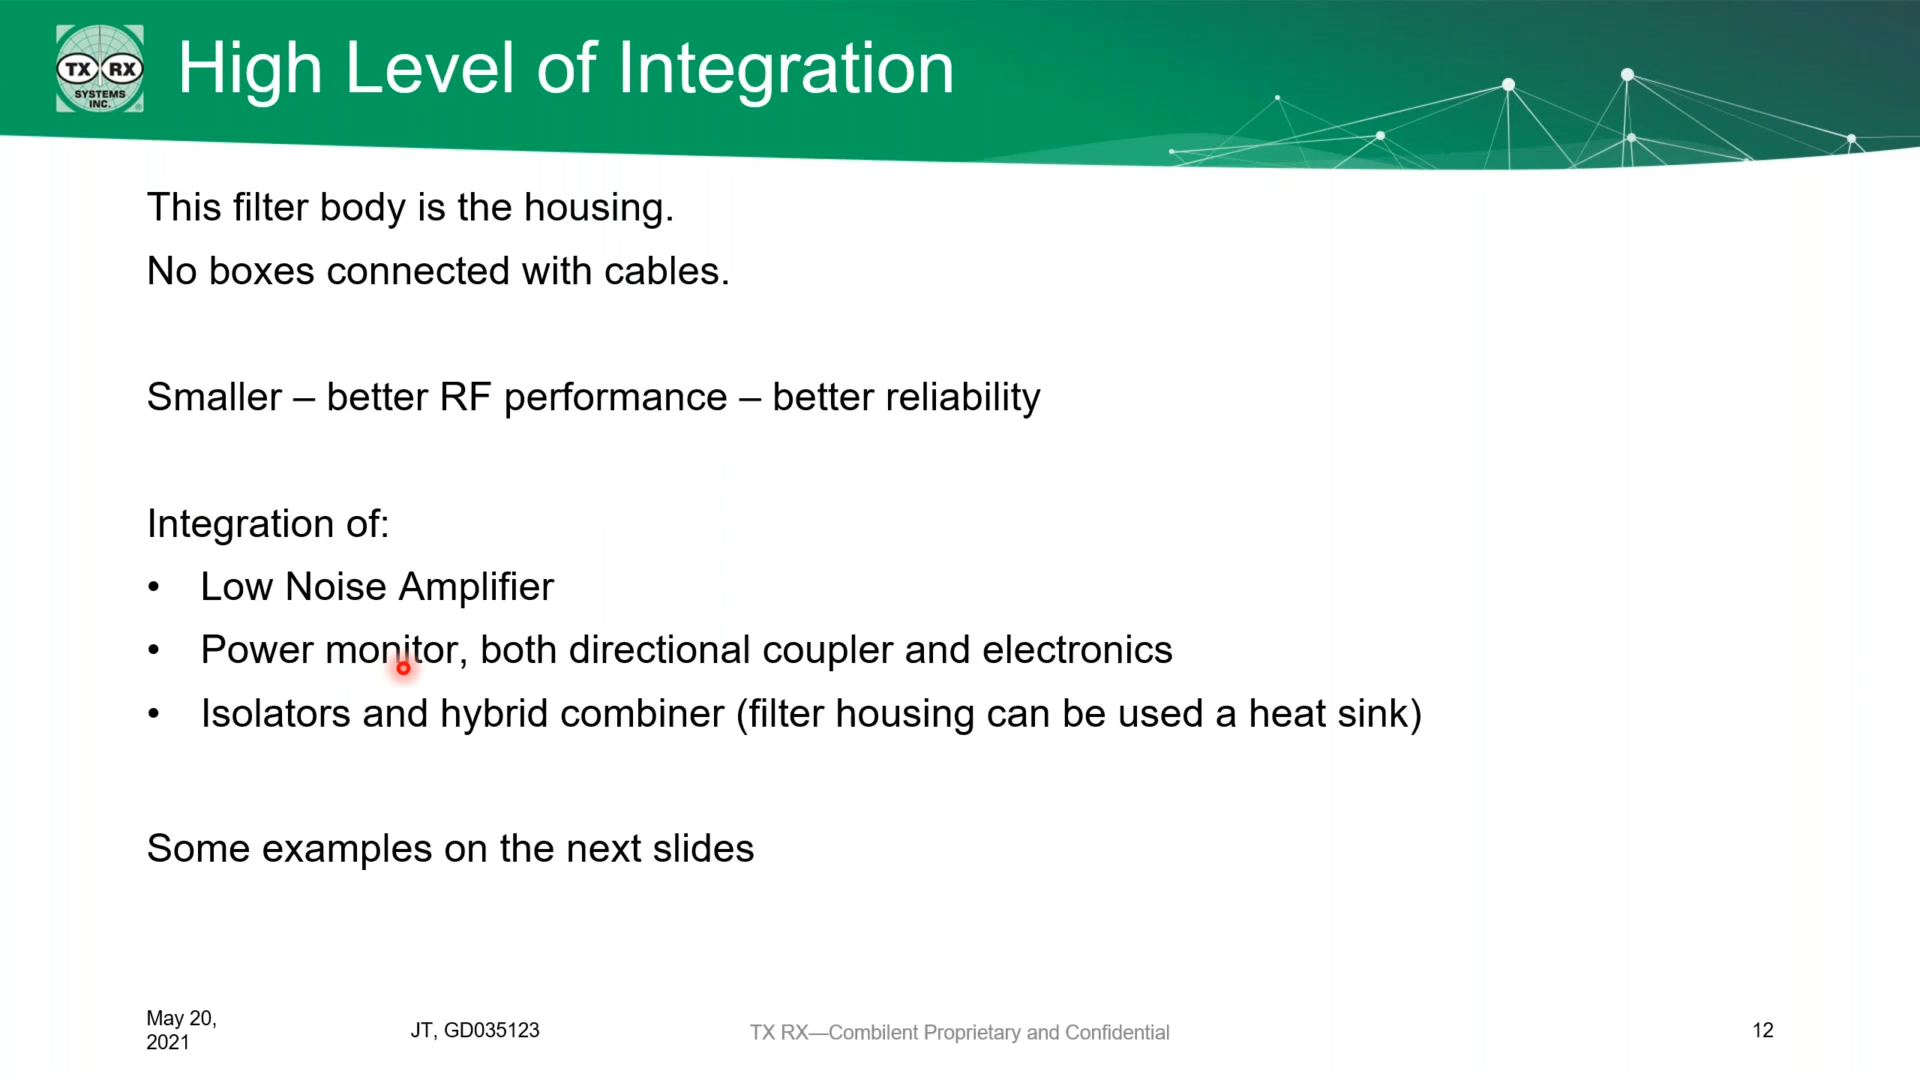 TX RX
SYSTEMS
INC.
High Level of Integration
This filter body is the housing.
No boxes connected with cables.
Smaller – better RF performance – better reliability
Integration of:
• Low Noise Amplifier
• Power monitor, both directional coupler and electronics
• Isolators and hybrid combiner (filter housing can be used a heat sink)
Some examples on the next slides
May 20,
2021
JT, GD035123
TX RX—Combilent Proprietary and Confidential
12